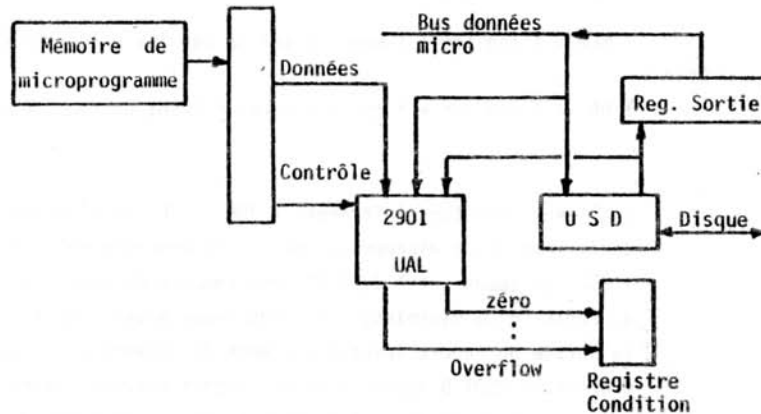 Mémoire de
microprogramme
Données
Contrôle
Bus données
micro
Reg. Sortie
2901
UAL
U S D
Disque
zéro
Overflow
Registre
Condition